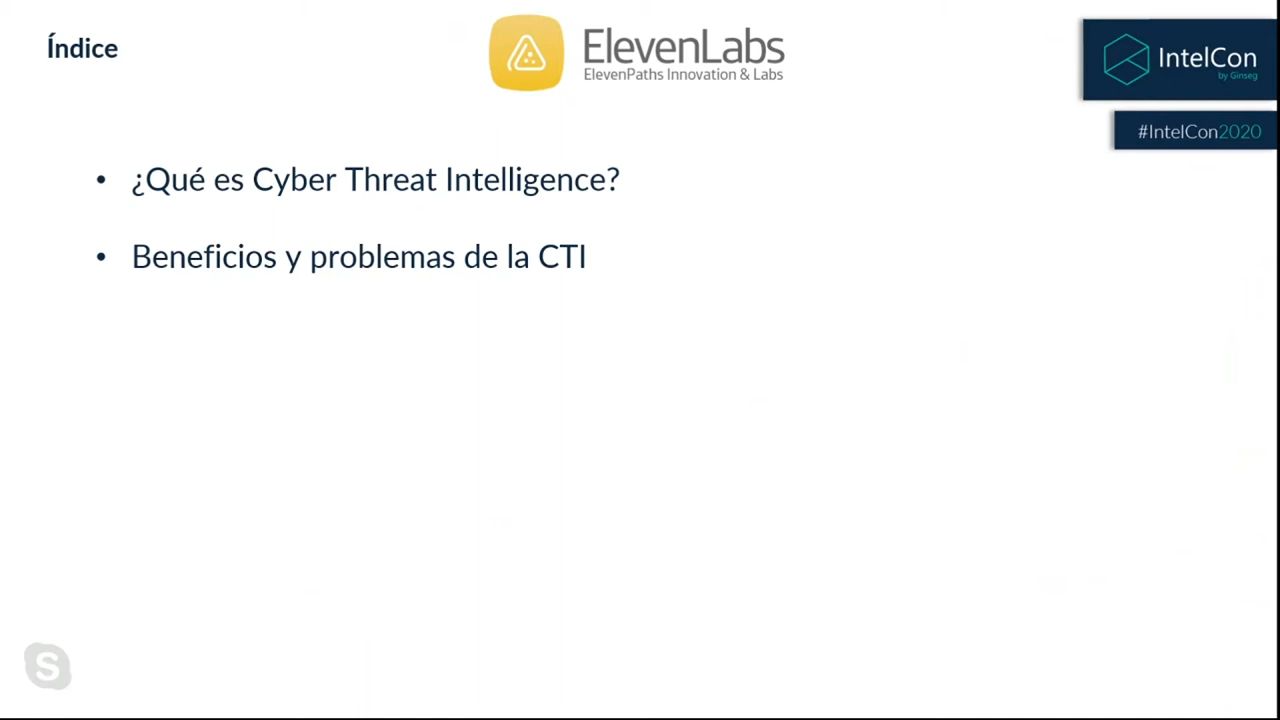 Índice
ElevenLabs
ElevenPaths Innovation & Labs
IntelCon
by Ginseg
#IntelCon2020
• ¿Qué es Cyber Threat Intelligence?
• Beneficios y problemas de la CTI
S